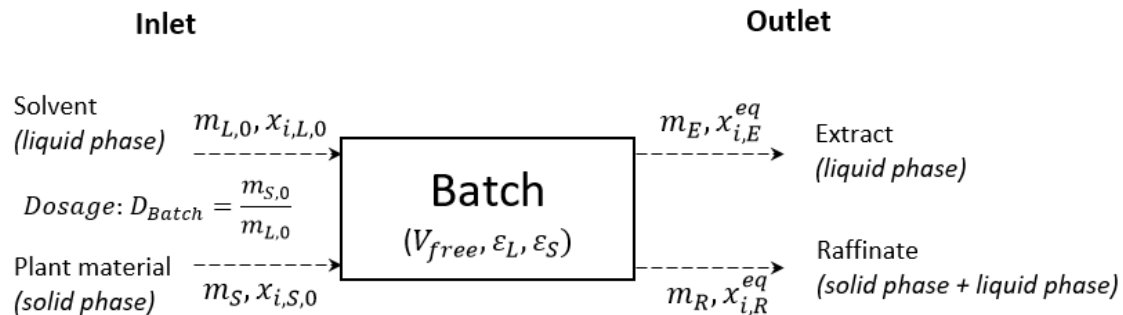 Inlet
Outlet
Solvent
(liquid phase)
m_{L,0}, x_{i,L,0}
Dosage: D_{Batch} = \frac{m_{S,0}}{m_{L,0}}
Plant material
(solid phase)
m_S, x_{i,S,0}
Batch
(V_{free}, ε_L, ε_S)
m_E, x_{i,E}^{eq}
Extract
(liquid phase)
m_R, x_{i,R}^{eq}
Raffinate
(solid phase + liquid phase)